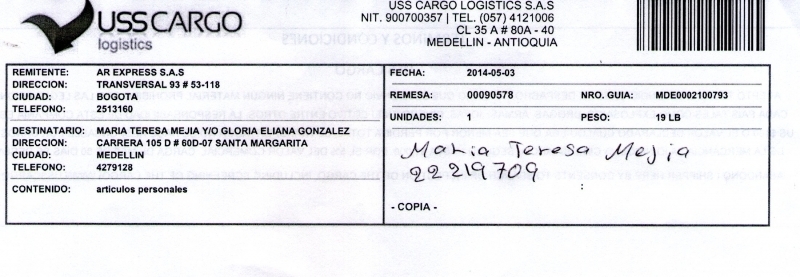 USS CARGO
logistics
USS CARGO LOGISTICS S.A.S
NIT. 900700357 | TEL. (057) 4121006
CL 35 A # 80A - 40
MEDELLIN - ANTIOQUIA
REMITENTE: AR EXPRESS S.A.S
DIRECCION: TRANSVERSAL 93 # 53-118
CIUDAD: BOGOTA
TELEFONO: 2513160
DESTINATARIO: MARIA TERESA MEJIA Y/O GLORIA ELIANA GONZALEZ
DIRECCION: CARRERA 105 D # 60D-07 SANTA MARGARITA
CIUDAD: MEDELLIN
TELEFONO: 4279128
CONTENIDO: articulos personales
FECHA: 2014-05-03
REMESA: 00090578 NRO. GUIA: MDE0002100793
UNIDADES: 1 PESO: 19 LB
Maria Teresa Mejia
22219709
- COPIA -